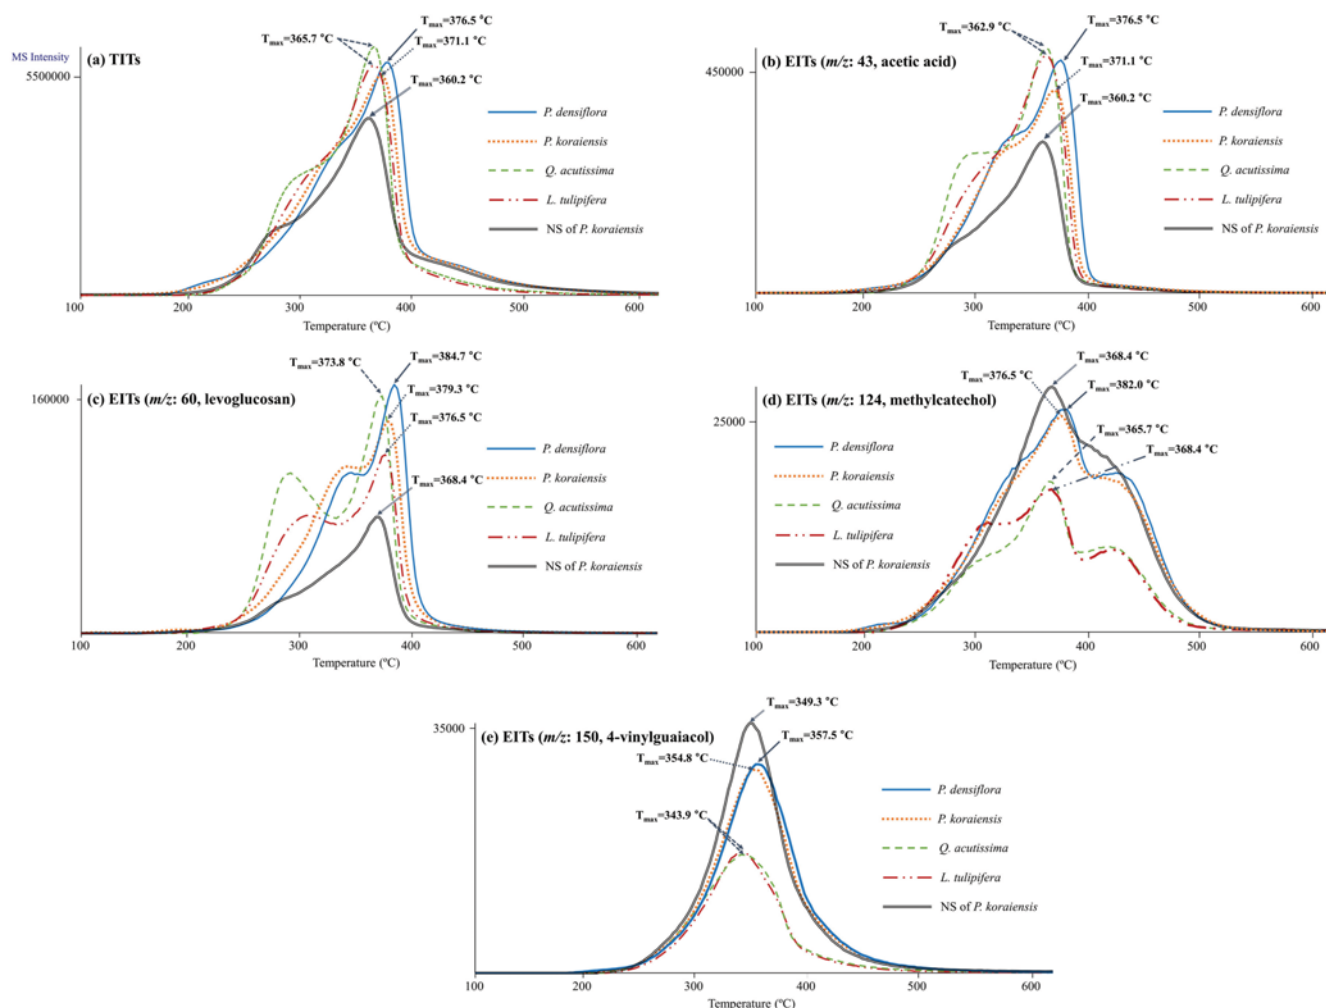 MS Intensity
(a) TITs
5500000
Tmax=365.7 °C
Tmax=376.5 °C
Tmax=371.1 °C
Tmax=360.2 °C
P. densiflora
P. koraiensis
Q. acutissima
L. tulipifera
NS of P. koraiensis
100 200 300 400 500 600
Temperature (ºC)
(b) EITs (m/z: 43, acetic acid)
450000
Tmax=362.9 °C
Tmax=376.5 °C
Tmax=371.1 °C
Tmax=360.2 °C
P. densiflora
P. koraiensis
Q. acutissima
L. tulipifera
NS of P. koraiensis
100 200 300 400 500 600
Temperature (ºC)
(c) EITs (m/z: 60, levoglucosan)
160000
Tmax=373.8 °C
Tmax=384.7 °C
Tmax=379.3 °C
Tmax=376.5 °C
Tmax=368.4 °C
P. densiflora
P. koraiensis
Q. acutissima
L. tulipifera
NS of P. koraiensis
100 200 300 400 500 600
Temperature (ºC)
(d) EITs (m/z: 124, methylcatechol)
25000
Tmax=368.4 °C
Tmax=376.5 °C
Tmax=382.0 °C
Tmax=365.7 °C
Tmax=368.4 °C
P. densiflora
P. koraiensis
Q. acutissima
L. tulipifera
NS of P. koraiensis
100 200 300 400 500 600
Temperature (ºC)
(e) EITs (m/z: 150, 4-vinylguaiacol)
35000
Tmax=349.3 °C
Tmax=357.5 °C
Tmax=354.8 °C
Tmax=343.9 °C
P. densiflora
P. koraiensis
Q. acutissima
L. tulipifera
NS of P. koraiensis
100 200 300 400 500 600
Temperature (ºC)